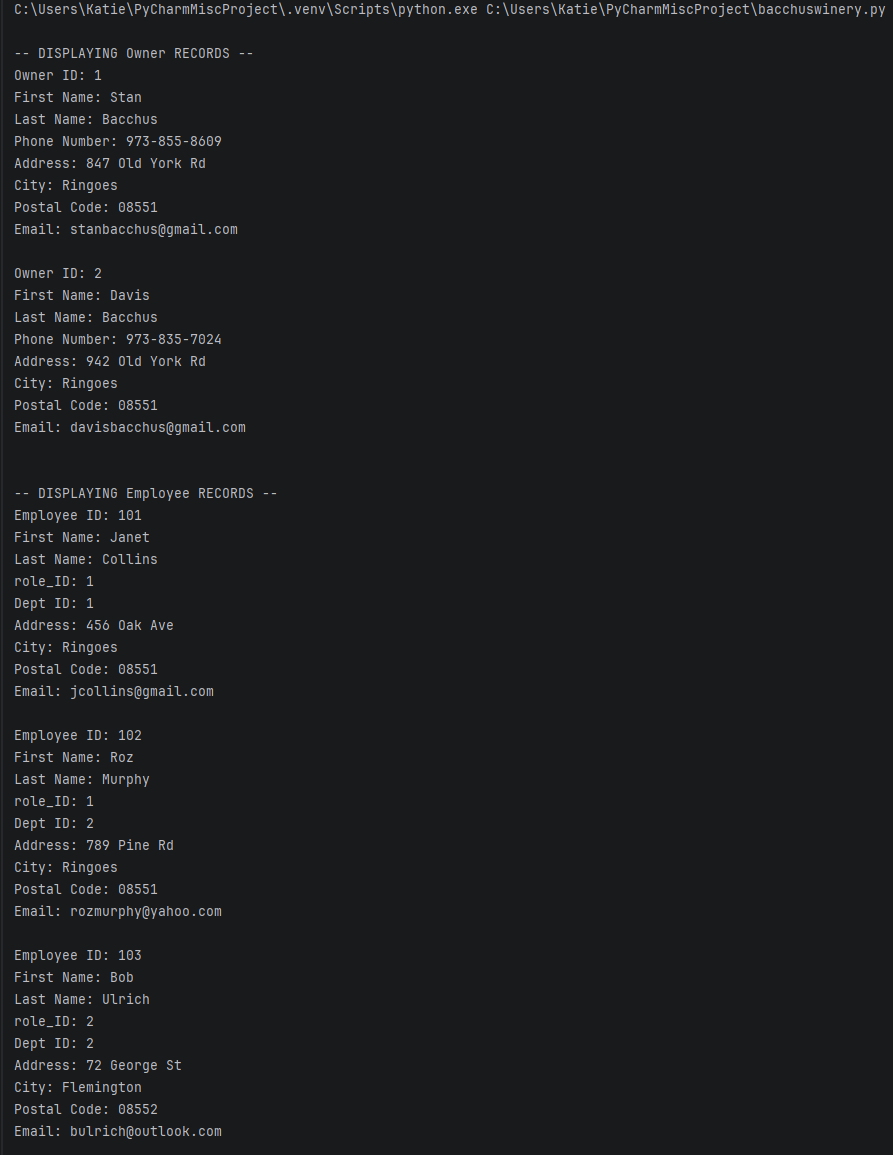 C:\Users\Katie\PyCharmMiscProject\.venv\Scripts\python.exe C:\Users\Katie\PyCharmMiscProject\bacchuswinery.py
-- DISPLAYING Owner RECORDS --
Owner ID: 1
First Name: Stan
Last Name: Bacchus
Phone Number: 973-855-8609
Address: 847 Old York Rd
City: Ringoes
Postal Code: 08551
Email: stanbacchus@gmail.com
Owner ID: 2
First Name: Davis
Last Name: Bacchus
Phone Number: 973-835-7024
Address: 942 Old York Rd
City: Ringoes
Postal Code: 08551
Email: davisbacchus@gmail.com
-- DISPLAYING Employee RECORDS --
Employee ID: 101
First Name: Janet
Last Name: Collins
role_ID: 1
Dept ID: 1
Address: 456 Oak Ave
City: Ringoes
Postal Code: 08551
Email: jcollins@gmail.com
Employee ID: 102
First Name: Roz
Last Name: Murphy
role_ID: 1
Dept ID: 2
Address: 789 Pine Rd
City: Ringoes
Postal Code: 08551
Email: rozmurphy@yahoo.com
Employee ID: 103
First Name: Bob
Last Name: Ulrich
role_ID: 2
Dept ID: 2
Address: 72 George St
City: Flemington
Postal Code: 08552
Email: bulrich@outlook.com